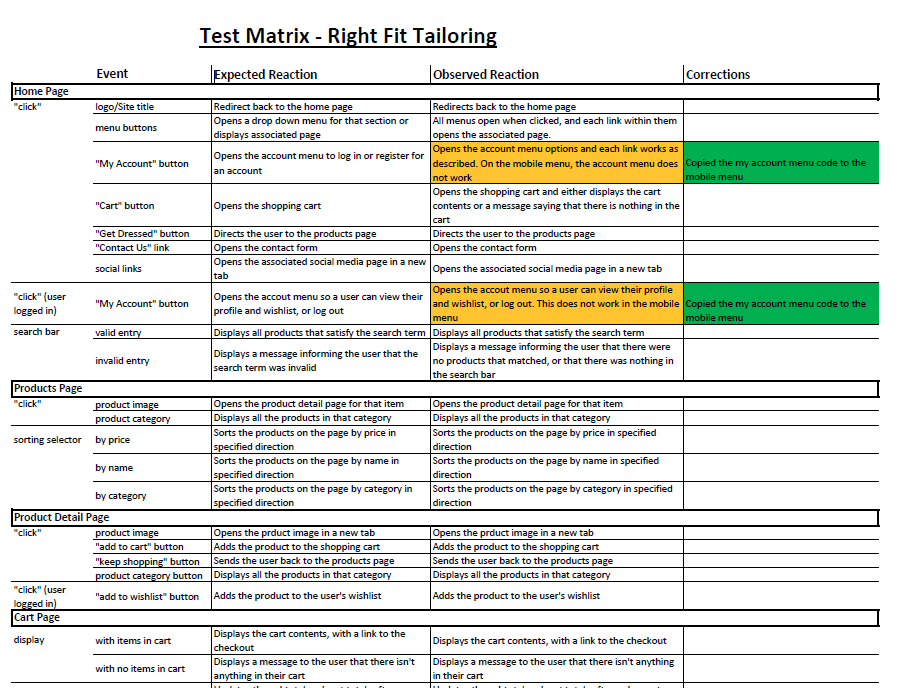 Test Matrix - Right Fit Tailoring
Event Expected Reaction Observed Reaction Corrections
Home Page
"click" logo/Site title Redirect back to the home page Redirects back to the home page
menu buttons Opens a drop down menu for that section or displays associated page All menus open when clicked, and each link within them opens the associated page.
"My Account" button Opens the account menu to log in or register for an account Opens the account menu options and each link works as described. On the mobile menu, the account menu does not work Copied the my account menu code to the mobile menu
"Cart" button Opens the shopping cart Opens the shopping cart and either displays the cart contents or a message saying that there is nothing in the cart
"Get Dressed" button Directs the user to the products page Directs the user to the products page
"Contact Us" link Opens the contact form Opens the contact form
social links Opens the associated social media page in a new tab Opens the associated social media page in a new tab
"click" (user logged in) "My Account" button Opens the accout menu so a user can view their profile and wishlist, or log out Opens the accout menu so a user can view their profile and wishlist, or log out. This does not work in the mobile menu Copied the my account menu code to the mobile menu
search bar valid entry Displays all products that satisfy the search term Displays all products that satisfy the search term
invalid entry Displays a message informing the user that the search term was invalid Displays a message informing the user that there were no products that matched, or that there was nothing in the search bar
Products Page
"click" product image Opens the product detail page for that item Opens the product detail page for that item
product category Displays all the products in that category Displays all the products in that category
sorting selector by price Sorts the products on the page by price in specified direction Sorts the products on the page by price in specified direction
by name Sorts the products on the page by name in specified direction Sorts the products on the page by name in specified direction
by category Sorts the products on the page by category in specified direction Sorts the products on the page by category in specified direction
Product Detail Page
"click" product image Opens the prduct image in a new tab Opens the prduct image in a new tab
"add to cart" button Adds the product to the shopping cart Adds the product to the shopping cart
"keep shopping" button Sends the user back to the products page Sends the user back to the products page
product category button Displays all the products in that category Displays all the products in that category
"click" (user logged in) "add to wishlist" button Adds the product to the user's wishlist Adds the product to the user's wishlist
Cart Page
display with items in cart Displays the cart contents, with a link to the checkout Displays the cart contents, with a link to the checkout
with no items in cart Displays a message to the user that there isn't anything in their cart Displays a message to the user that there isn't anything in their cart